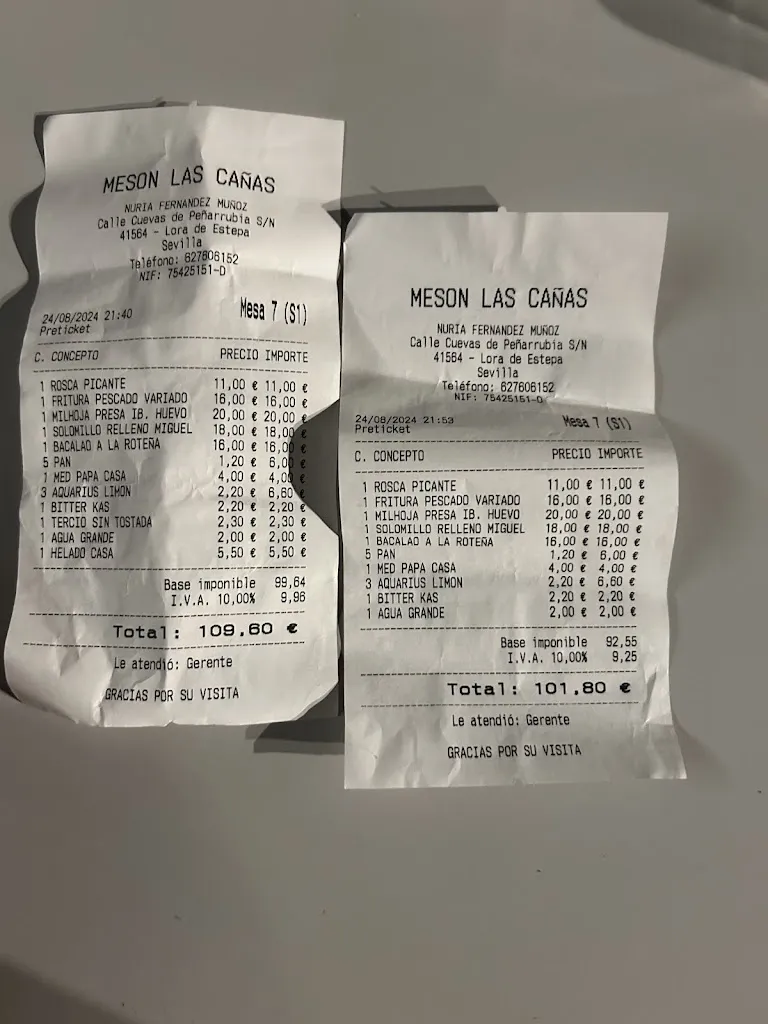 MESON LAS CAÑAS
NURIA FERNANDEZ MUÑOZ
Calle Cuevas de Peñarrubia S/N
41564 - Lora de Estepa
Sevilla
Teléfono: 627606152
NIF: 75425151-D
24/08/2024 21:40 Mesa 7 (S1)
Preticket
C. CONCEPTO PRECIO IMPORTE
1 ROSCA PICANTE 11,00 € 11,00 €
1 FRITURA PESCADO VARIADO 16,00 € 16,00 €
1 MILHOJA PRESA IB. HUEVO 20,00 € 20,00 €
1 SOLOMILLO RELLENO MIGUEL 18,00 € 18,00 €
1 BACALAO A LA ROTEÑA 16,00 € 16,00 €
5 PAN 1,20 € 6,00 €
1 MED PAPA CASA 4,00 € 4,00 €
3 AQUARIUS LIMON 2,20 € 6,60 €
1 BITTER KAS 2,20 € 2,20 €
1 TERCIO SIN TOSTADA 2,30 € 2,30 €
1 AGUA GRANDE 2,00 € 2,00 €
1 HELADO CASA 5,50 € 5,50 €
Base imponible 99,64
I.V.A. 10,00% 9,96
Total: 109,60 €
Le atendió: Gerente
GRACIAS POR SU VISITA
MESON LAS CAÑAS
NURIA FERNANDEZ MUÑOZ
Calle Cuevas de Peñarrubia S/N
41564 - Lora de Estepa
Sevilla
Teléfono: 627606152
NIF: 75425151-D
24/08/2024 21:53 Mesa 7 (S1)
Preticket
C. CONCEPTO PRECIO IMPORTE
1 ROSCA PICANTE 11,00 € 11,00 €
1 FRITURA PESCADO VARIADO 16,00 € 16,00 €
1 MILHOJA PRESA IB. HUEVO 20,00 € 20,00 €
1 SOLOMILLO RELLENO MIGUEL 18,00 € 18,00 €
1 BACALAO A LA ROTEÑA 16,00 € 16,00 €
5 PAN 1,20 € 6,00 €
1 MED PAPA CASA 4,00 € 4,00 €
3 AQUARIUS LIMON 2,20 € 6,60 €
1 BITTER KAS 2,20 € 2,20 €
1 AGUA GRANDE 2,00 € 2,00 €
Base imponible 92,55
I.V.A. 10,00% 9,25
Total: 101,80 €
Le atendió: Gerente
GRACIAS POR SU VISITA